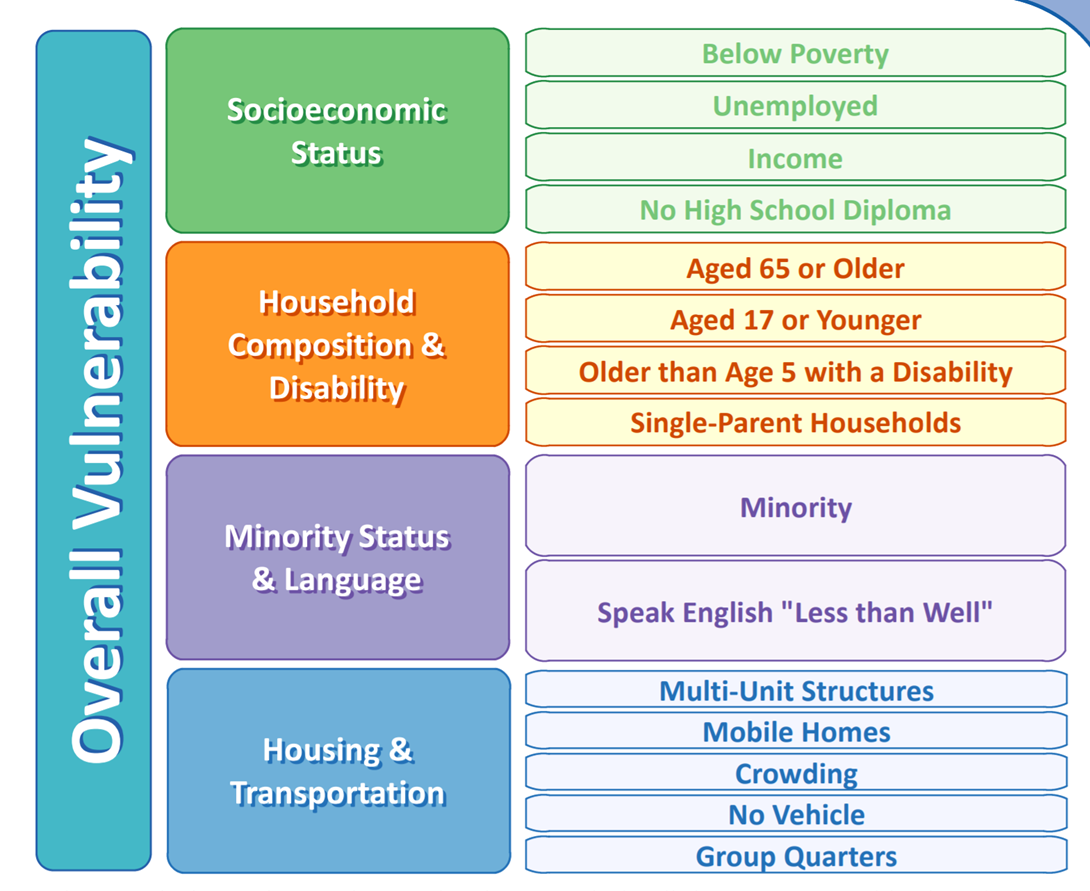 Overall Vulnerability
Socioeconomic
Status
Below Poverty
Unemployed
Income
No High School Diploma
Household
Composition &
Disability
Aged 65 or Older
Aged 17 or Younger
Older than Age 5 with a Disability
Single-Parent Households
Minority Status
& Language
Minority
Speak English "Less than Well"
Housing &
Transportation
Multi-Unit Structures
Mobile Homes
Crowding
No Vehicle
Group Quarters